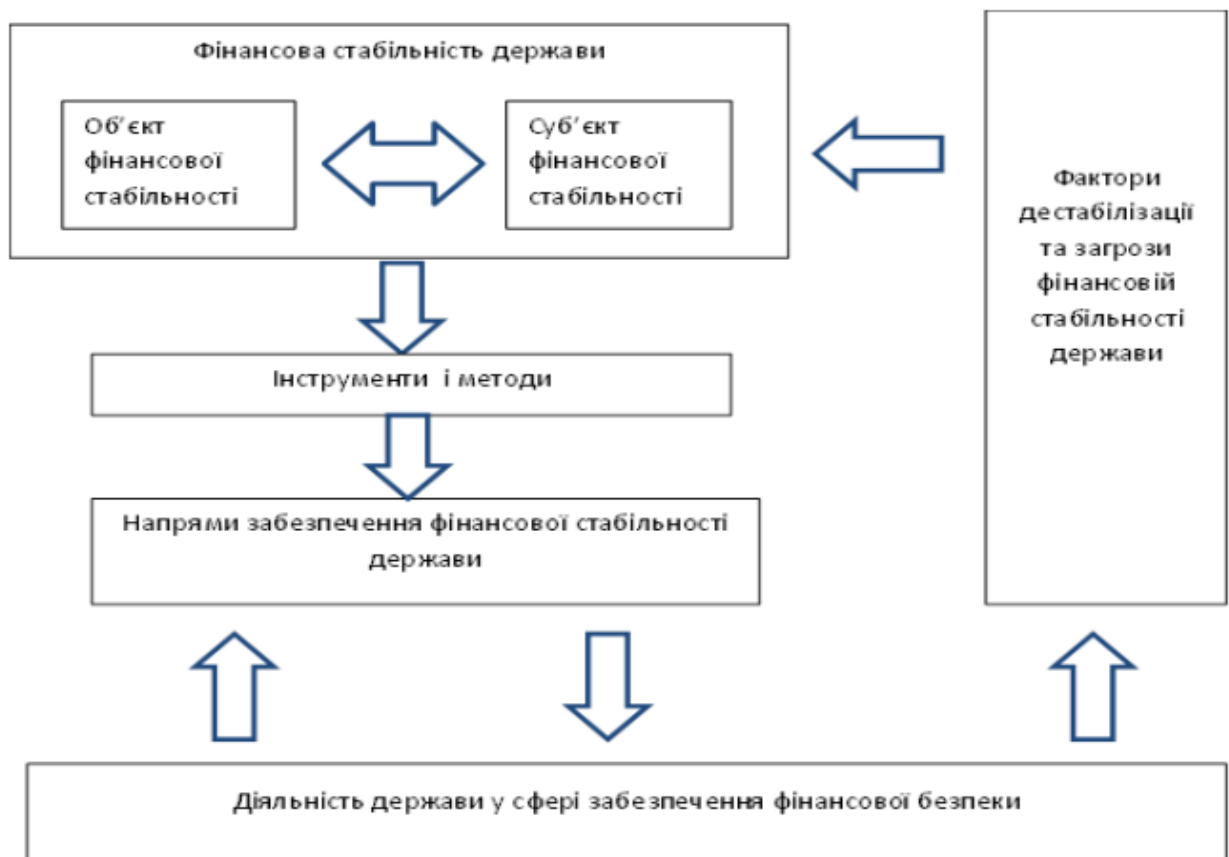 Фінансова стабільність держави
Об’єкт
фінансової
стабільності
Суб’єкт
фінансової
стабільності
Фактори
дестабілізації
та загрози
фінансовій
стабільності
держави
Інструменти і методи
Напрями забезпечення фінансової стабільності
держави
Діяльність держави у сфері забезпечення фінансової безпеки